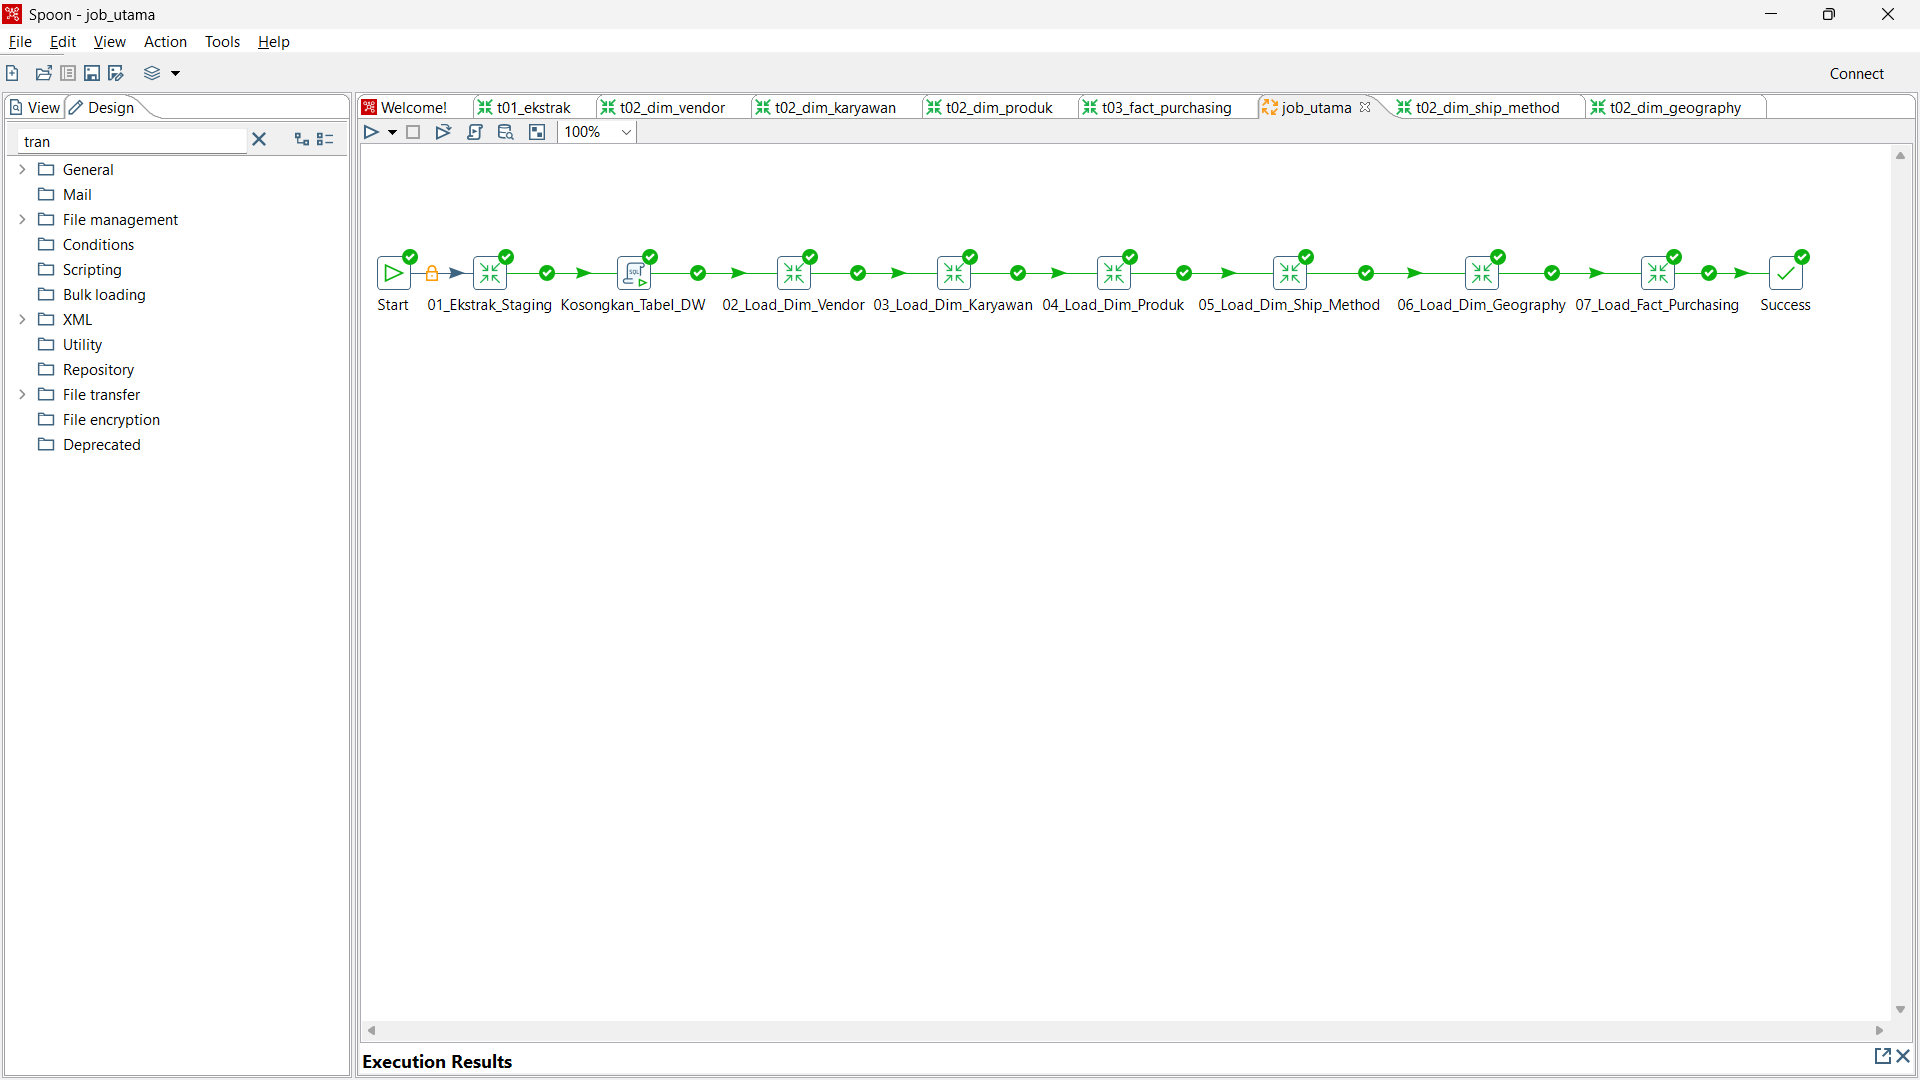 Spoon - job_utama
File Edit View Action Tools Help
Connect
View Design
Welcome! t01_ekstrak t02_dim_vendor t02_dim_karyawan t02_dim_produk t03_fact_purchasing job_utama t02_dim_ship_method t02_dim_geography
100%
tran
General
Mail
File management
Conditions
Scripting
Bulk loading
XML
Utility
Repository
File transfer
File encryption
Deprecated
SQL
Start 01_Ekstrak_Staging Kosongkan_Tabel_DW 02_Load_Dim_Vendor 03_Load_Dim_Karyawan 04_Load_Dim_Produk 05_Load_Dim_Ship_Method 06_Load_Dim_Geography 07_Load_Fact_Purchasing Success
Execution Results